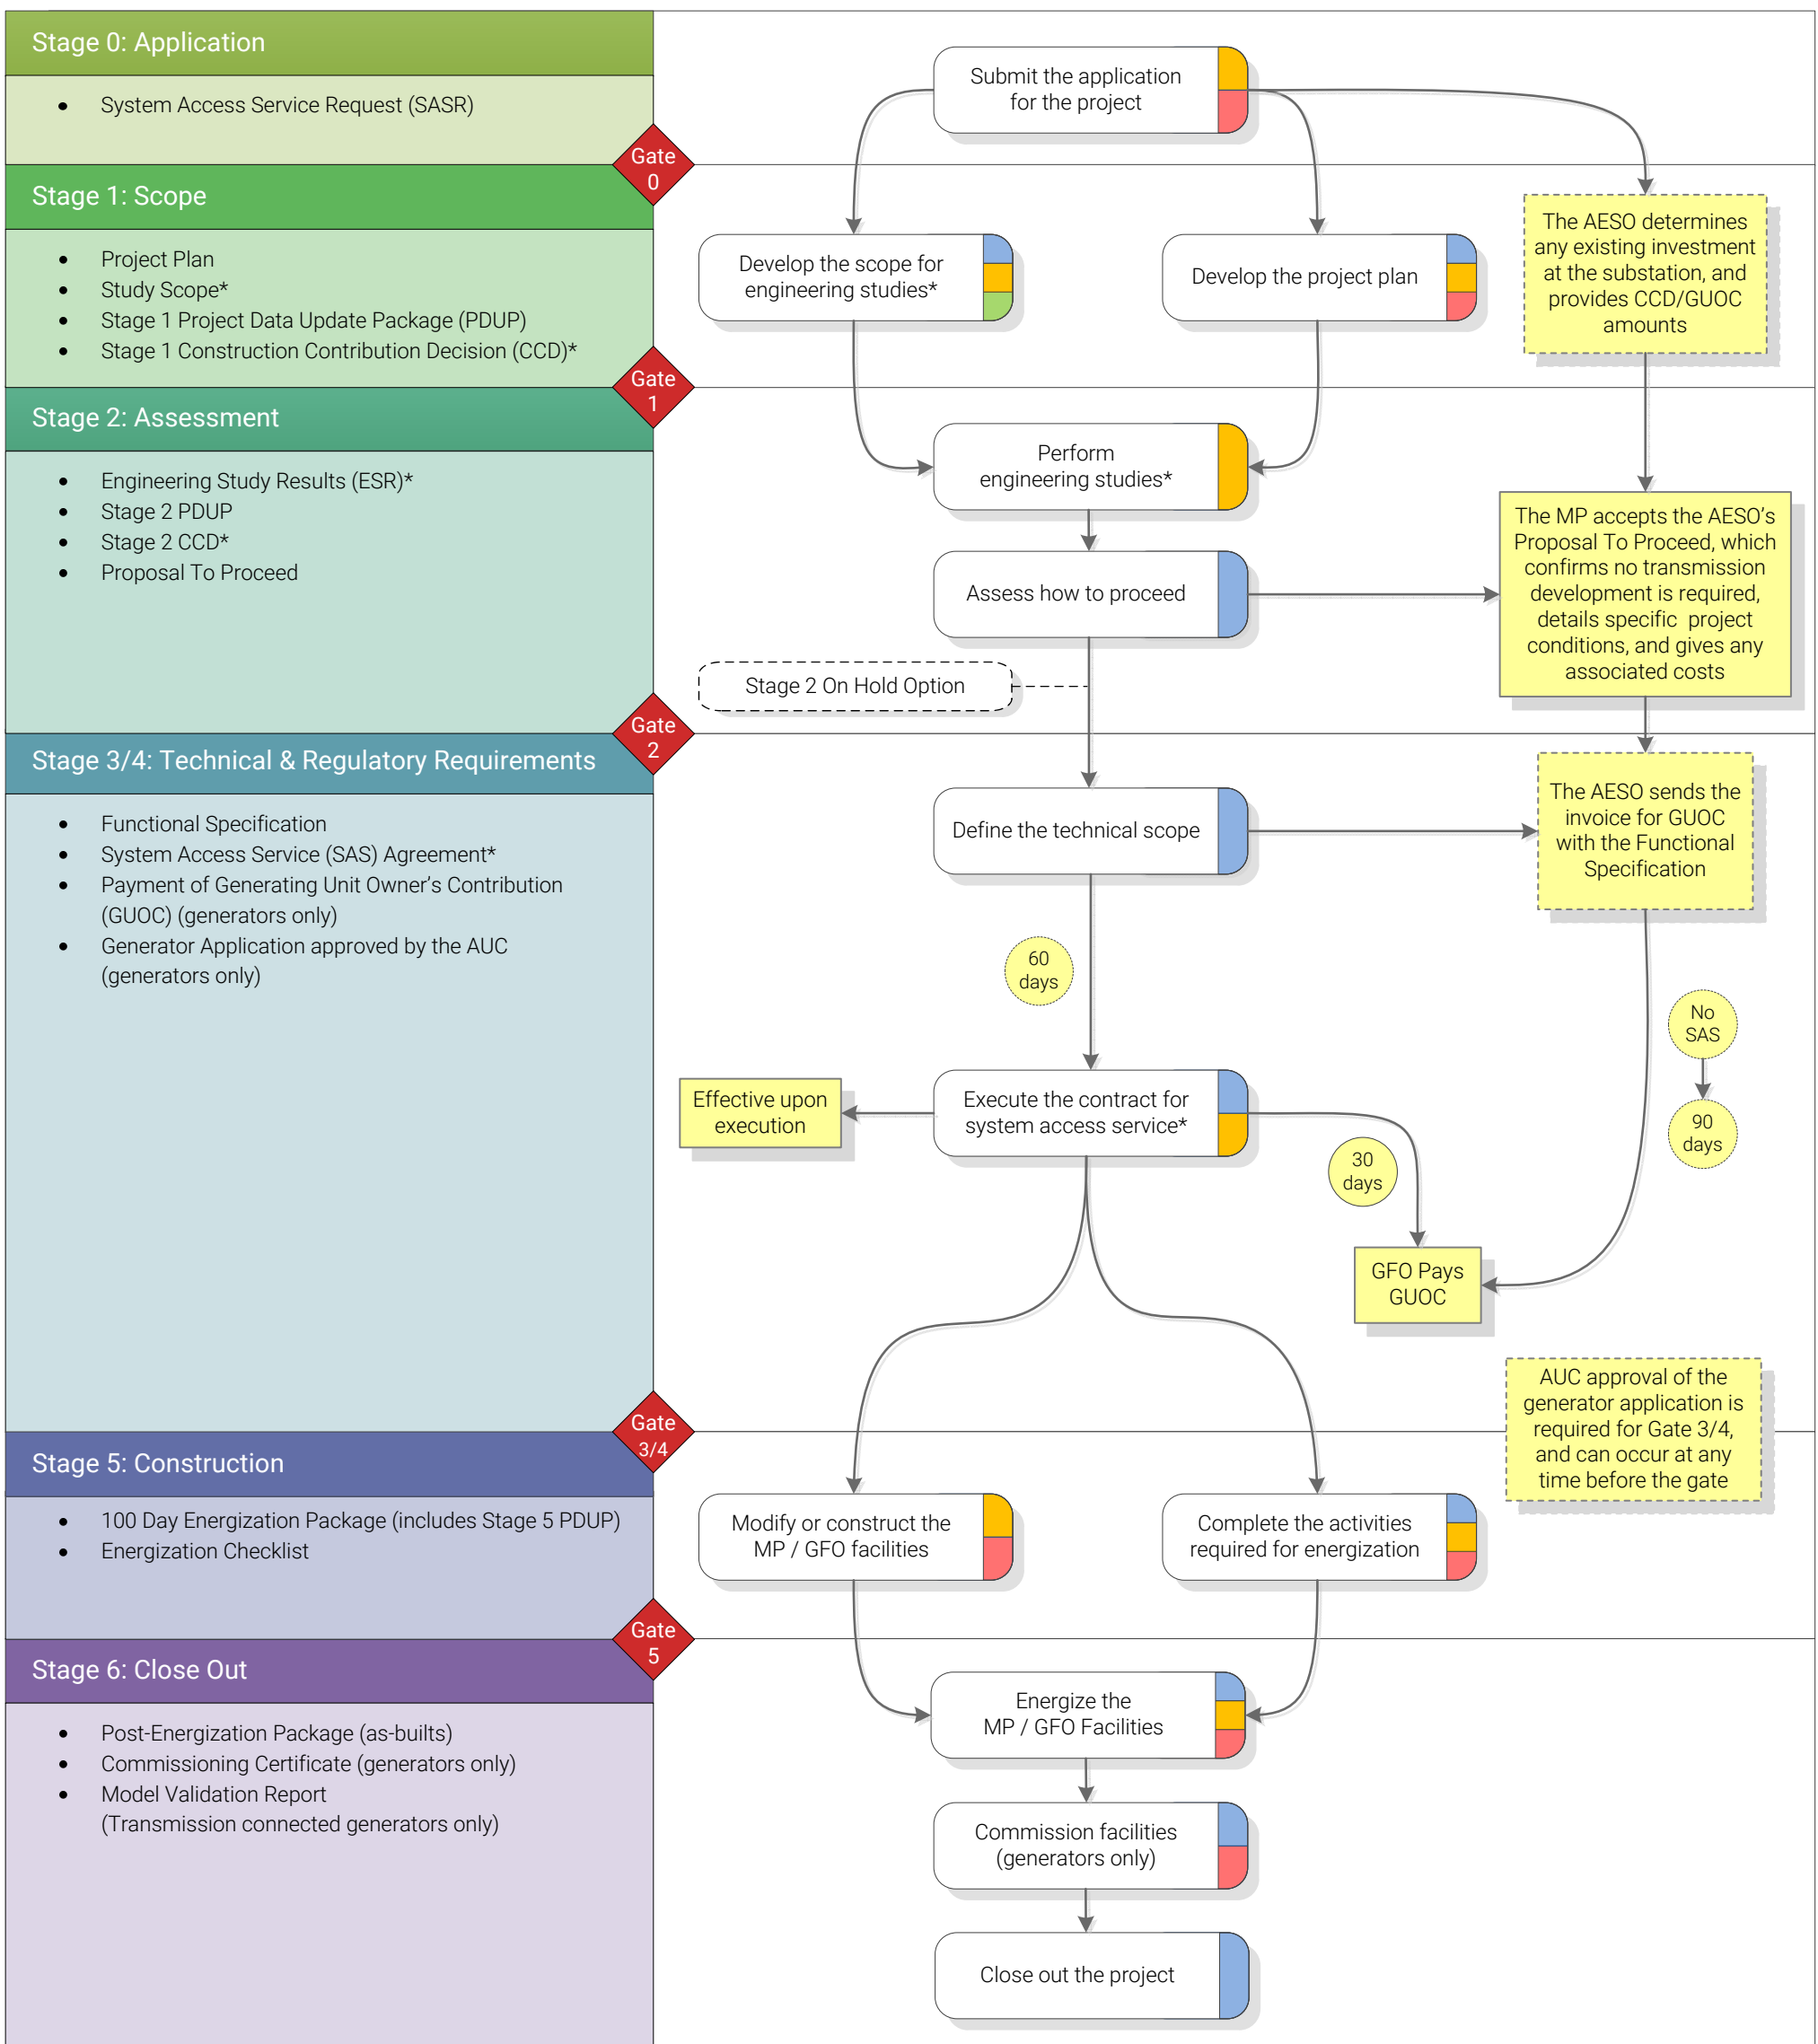 Stage 0: Application
• System Access Service Request (SASR)
Submit the application
for the project
Gate
0
Stage 1: Scope
• Project Plan
• Study Scope*
• Stage 1 Project Data Update Package (PDUP)
• Stage 1 Construction Contribution Decision (CCD)*
Develop the scope for
engineering studies*
Develop the project plan
The AESO determines
any existing investment
at the substation, and
provides CCD/GUOC
amounts
Gate
1
Stage 2: Assessment
• Engineering Study Results (ESR)*
• Stage 2 PDUP
• Stage 2 CCD*
• Proposal To Proceed
Perform
engineering studies*
Assess how to proceed
The MP accepts the AESO’s
Proposal To Proceed, which
confirms no transmission
development is required,
details specific project
conditions, and gives any
associated costs
Stage 2 On Hold Option
Gate
2
Stage 3/4: Technical & Regulatory Requirements
• Functional Specification
• System Access Service (SAS) Agreement*
• Payment of Generating Unit Owner’s Contribution
(GUOC) (generators only)
• Generator Application approved by the AUC
(generators only)
Define the technical scope
The AESO sends the
invoice for GUOC
with the Functional
Specification
60
days
No
SAS
90
days
Effective upon
execution
Execute the contract for
system access service*
30
days
GFO Pays
GUOC
AUC approval of the
generator application is
required for Gate 3/4,
and can occur at any
time before the gate
Gate
3/4
Stage 5: Construction
• 100 Day Energization Package (includes Stage 5 PDUP)
• Energization Checklist
Modify or construct the
MP / GFO facilities
Complete the activities
required for energization
Gate
5
Stage 6: Close Out
• Post-Energization Package (as-builts)
• Commissioning Certificate (generators only)
• Model Validation Report
(Transmission connected generators only)
Energize the
MP / GFO Facilities
Commission facilities
(generators only)
Close out the project